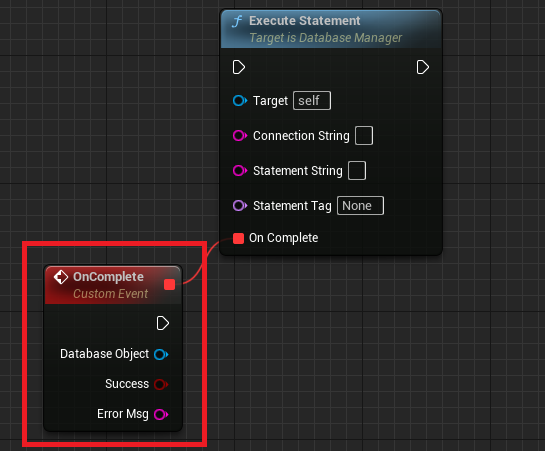 Execute Statement
Target is Database Manager
Target self
Connection String
Statement String
Statement Tag None
On Complete
OnComplete
Custom Event
Database Object
Success
Error Msg